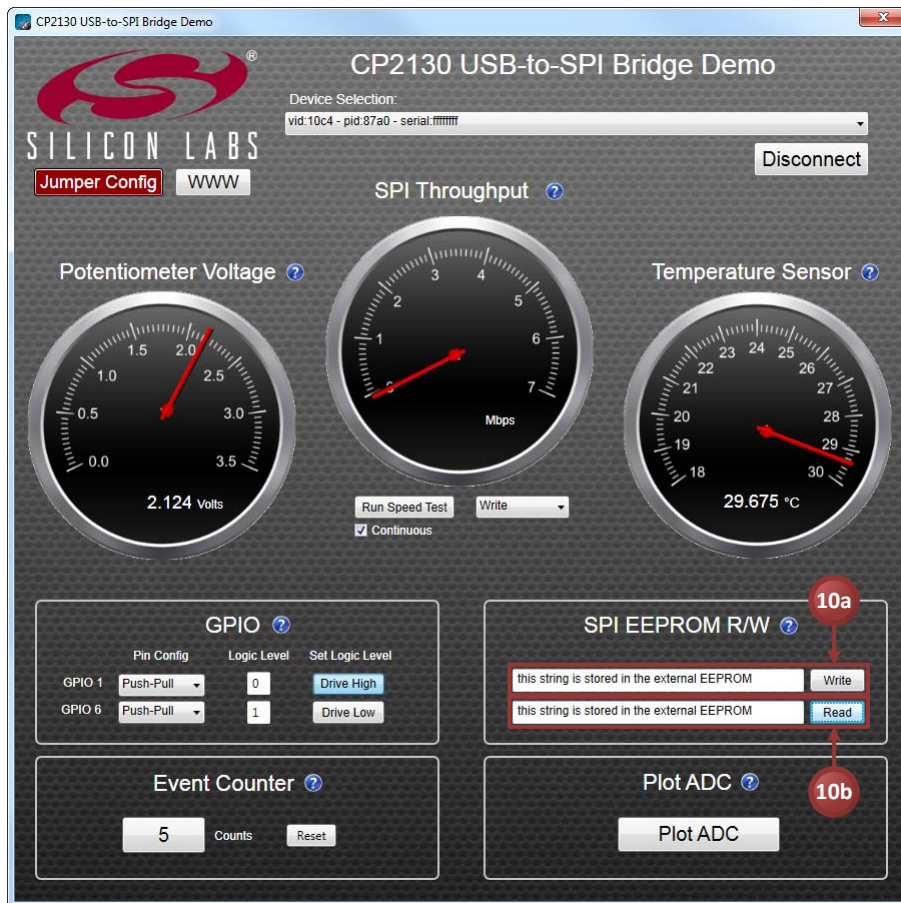 CP2130 USB-to-SPI Bridge Demo
x
SILICON LABS
®
CP2130 USB-to-SPI Bridge Demo
Device Selection:
vid:10c4 - pid:87a0 - serial:ffffffff
Disconnect
Jumper Config
WWW
SPI Throughput ?
0
1
2
3
4
5
6
7
Mbps
Run Speed Test
Write
Continuous
Potentiometer Voltage ?
0.0
0.5
1.0
1.5
2.0
2.5
3.0
3.5
2.124 Volts
Temperature Sensor ?
18
19
20
21
22
23
24
25
26
27
28
29
30
29.675 °C
GPIO ?
Pin Config Logic Level Set Logic Level
GPIO 1 Push-Pull 0 Drive High
GPIO 6 Push-Pull 1 Drive Low
10a
SPI EEPROM R/W ?
this string is stored in the external EEPROM Write
this string is stored in the external EEPROM Read
10b
Event Counter ?
5 Counts Reset
Plot ADC ?
Plot ADC